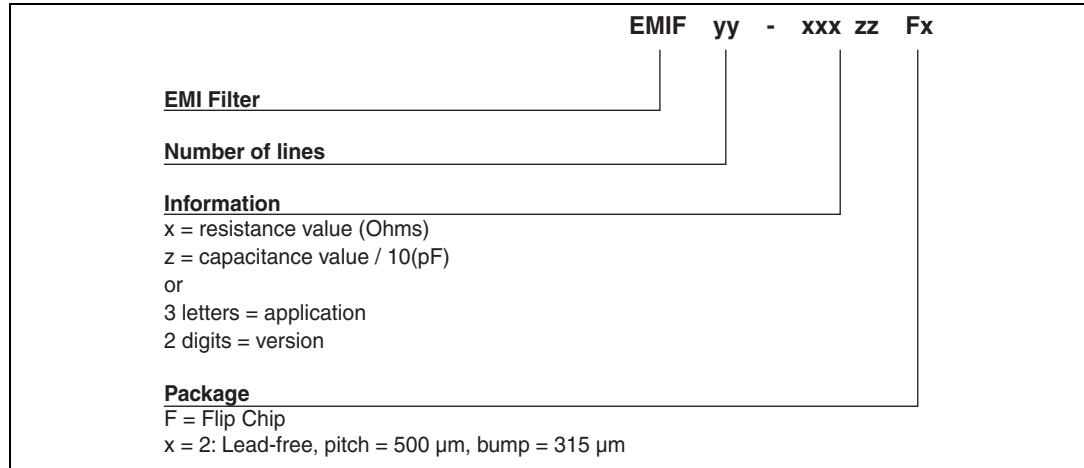 EMIF yy - xxx zz Fx
EMI Filter
Number of lines
Information
x = resistance value (Ohms)
z = capacitance value / 10(pF)
or
3 letters = application
2 digits = version
Package
F = Flip Chip
x = 2: Lead-free, pitch = 500 µm, bump = 315 µm